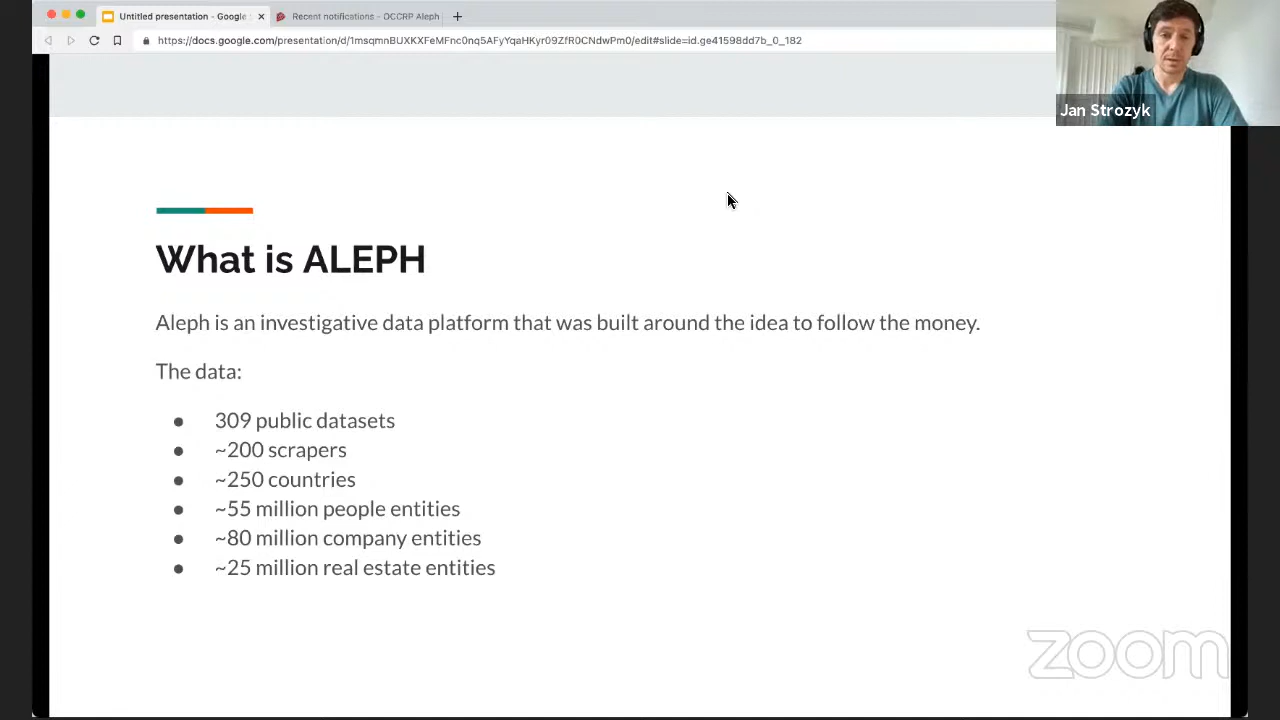 Untitled presentation - Google
Recent notifications - OCCRP Aleph
https://docs.google.com/presentation/d/1msqmnBUXKXFeMFnc0nq5AFyYqaHKyr09ZfR0CNdwPm0/edit#slide=id.ge41598dd7b_0_182
Jan Strozyk
What is ALEPH
Aleph is an investigative data platform that was built around the idea to follow the money.
The data:
● 309 public datasets
● ~200 scrapers
● ~250 countries
● ~55 million people entities
● ~80 million company entities
● ~25 million real estate entities
zoom